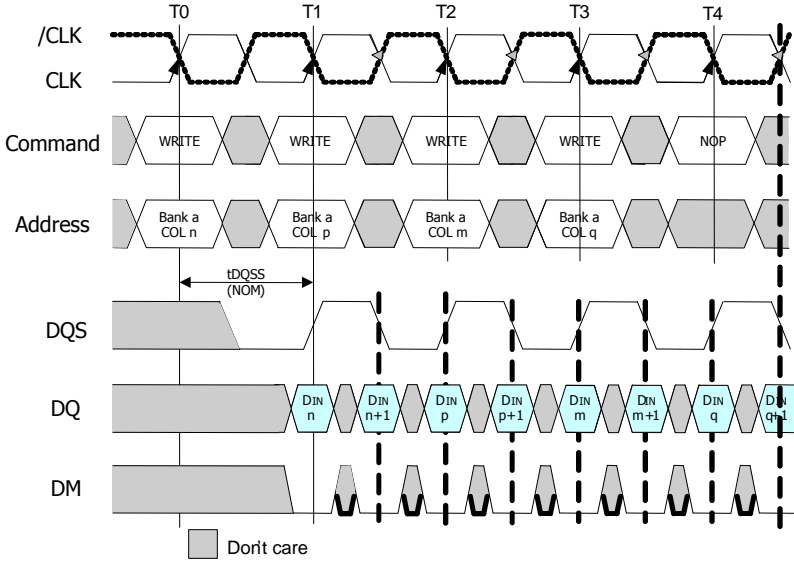 T0 T1 T2 T3 T4
/CLK
CLK
Command WRITE WRITE WRITE WRITE NOP
Address
Bank a Bank a Bank a Bank a
COL n COL p COL m COL q
tDQSS
(NOM)
DQS
DQ
DIN DIN DIN DIN DIN DIN DIN DIN
n n+1 p p+1 m m+1 q q+1
DM
Don't care